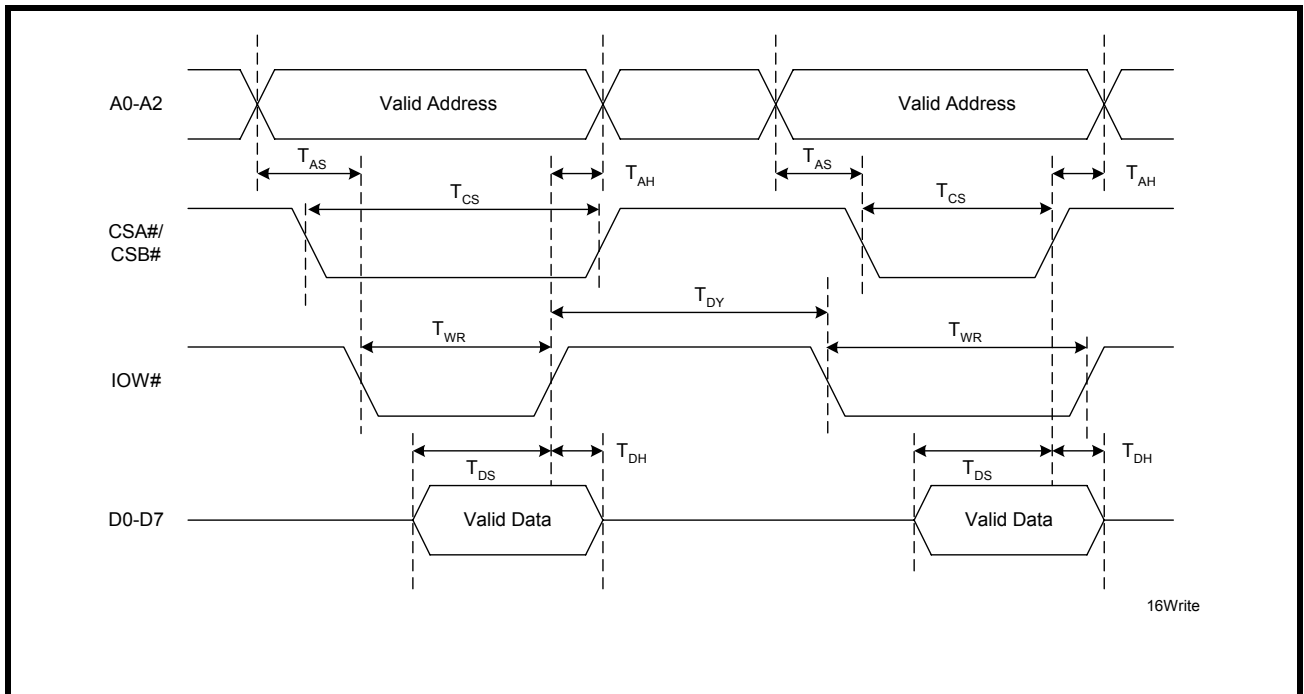 A0-A2
Valid Address
Valid Address
TAS
TAH
TAS
TAH
TCS
TCS
CSA#/
CSB#
TDY
TWR
TWR
IOW#
TDS
TDH
TDS
TDH
D0-D7
Valid Data
Valid Data
16Write